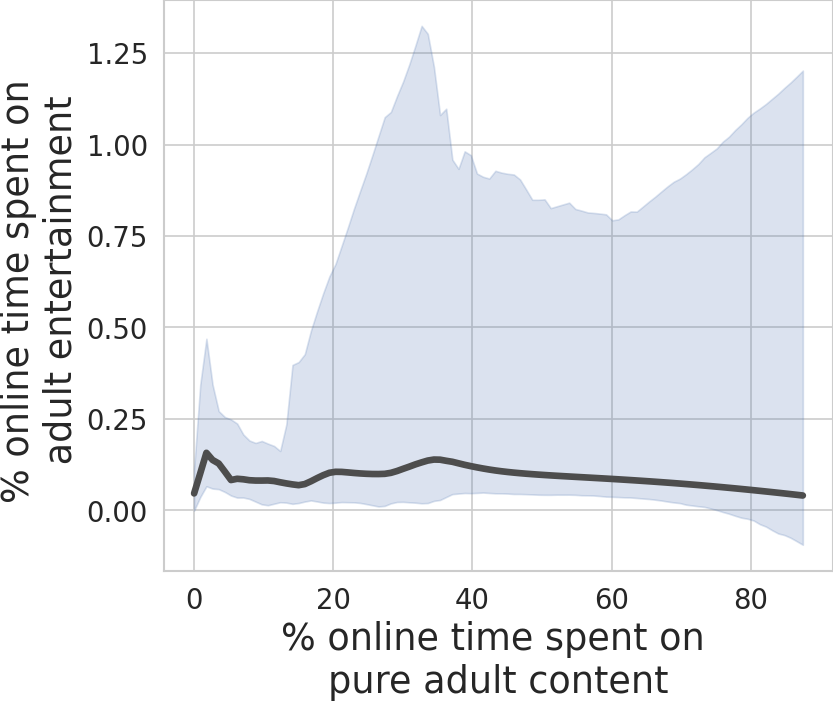 % online time spent on
adult entertainment
1.25
1.00
0.75
0.50
0.25
0.00
0 20 40 60 80
% online time spent on
pure adult content